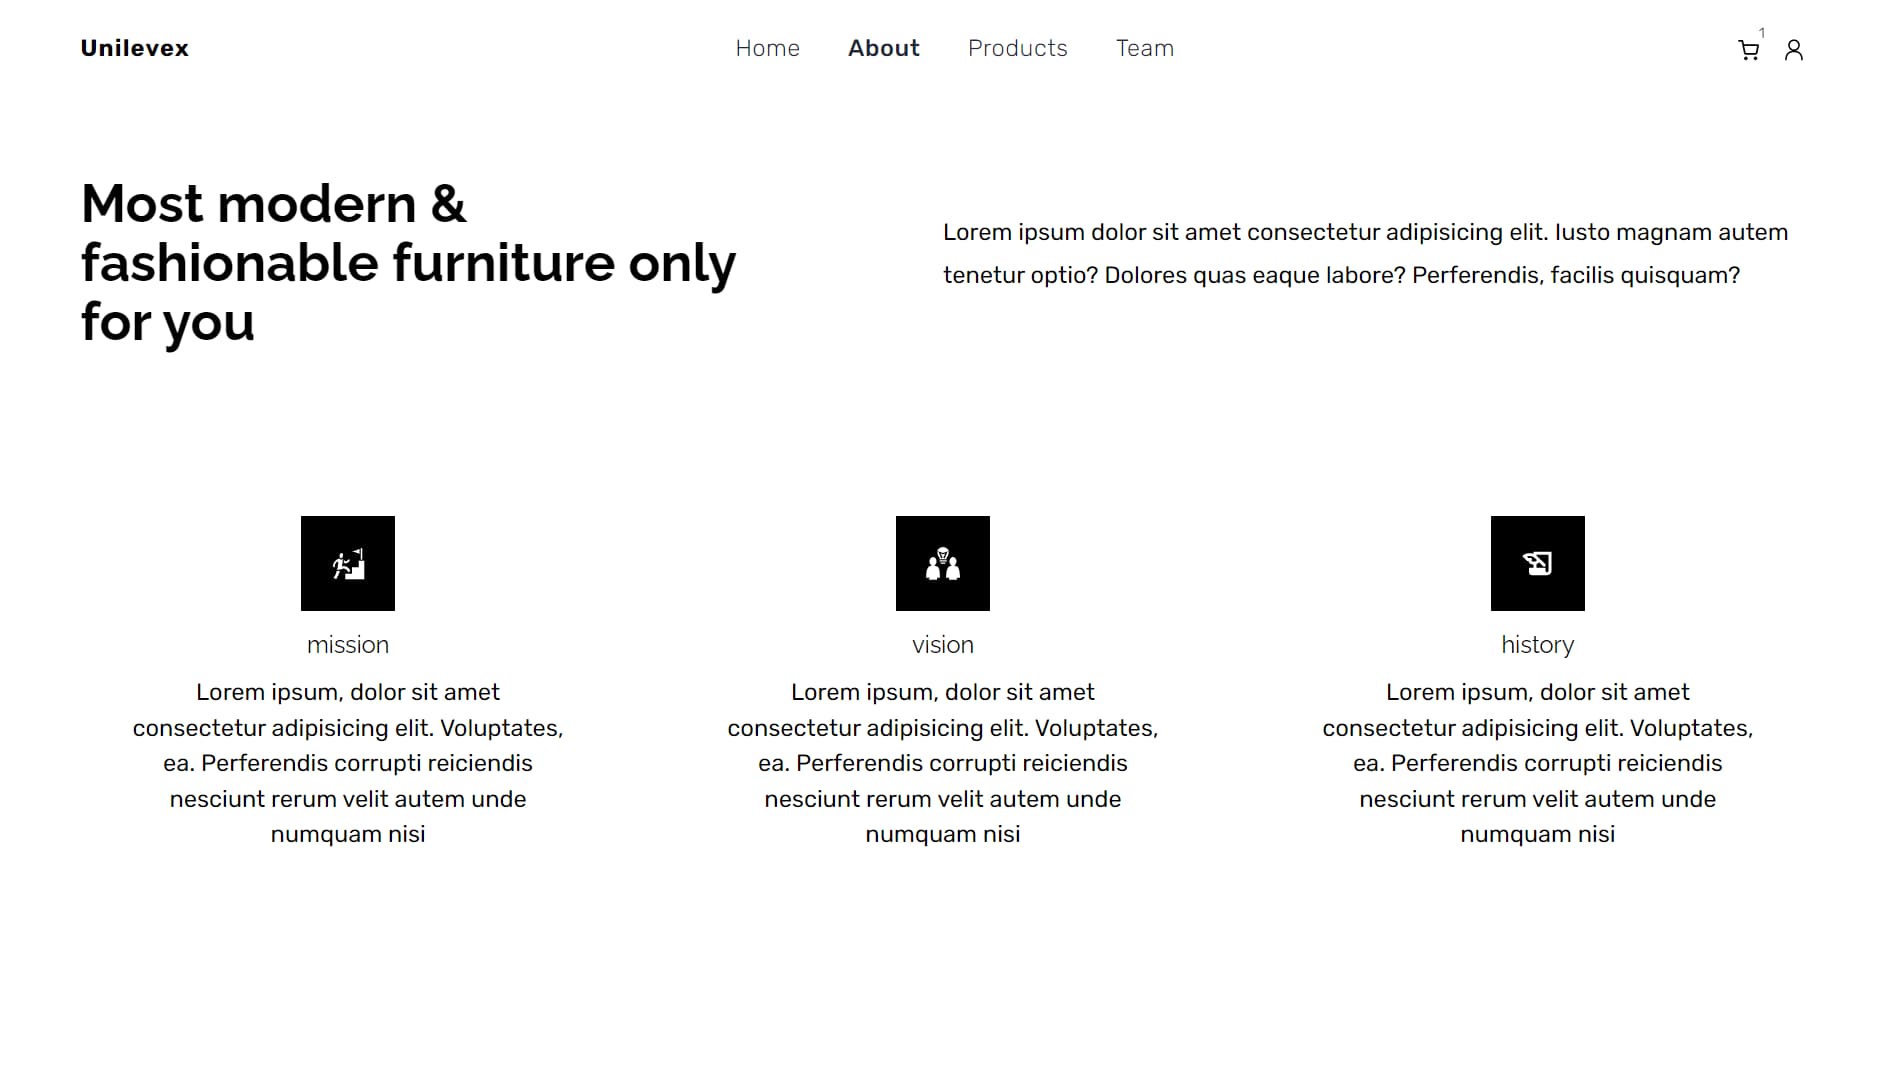 Unilevex
Home About Products Team
1
Most modern &
fashionable furniture only
for you
Lorem ipsum dolor sit amet consectetur adipisicing elit. Iusto magnam autem
tenetur optio? Dolores quas eaque labore? Perferendis, facilis quisquam?
mission
Lorem ipsum, dolor sit amet
consectetur adipisicing elit. Voluptates,
ea. Perferendis corrupti reiciendis
nesciunt rerum velit autem unde
numquam nisi
vision
Lorem ipsum, dolor sit amet
consectetur adipisicing elit. Voluptates,
ea. Perferendis corrupti reiciendis
nesciunt rerum velit autem unde
numquam nisi
history
Lorem ipsum, dolor sit amet
consectetur adipisicing elit. Voluptates,
ea. Perferendis corrupti reiciendis
nesciunt rerum velit autem unde
numquam nisi